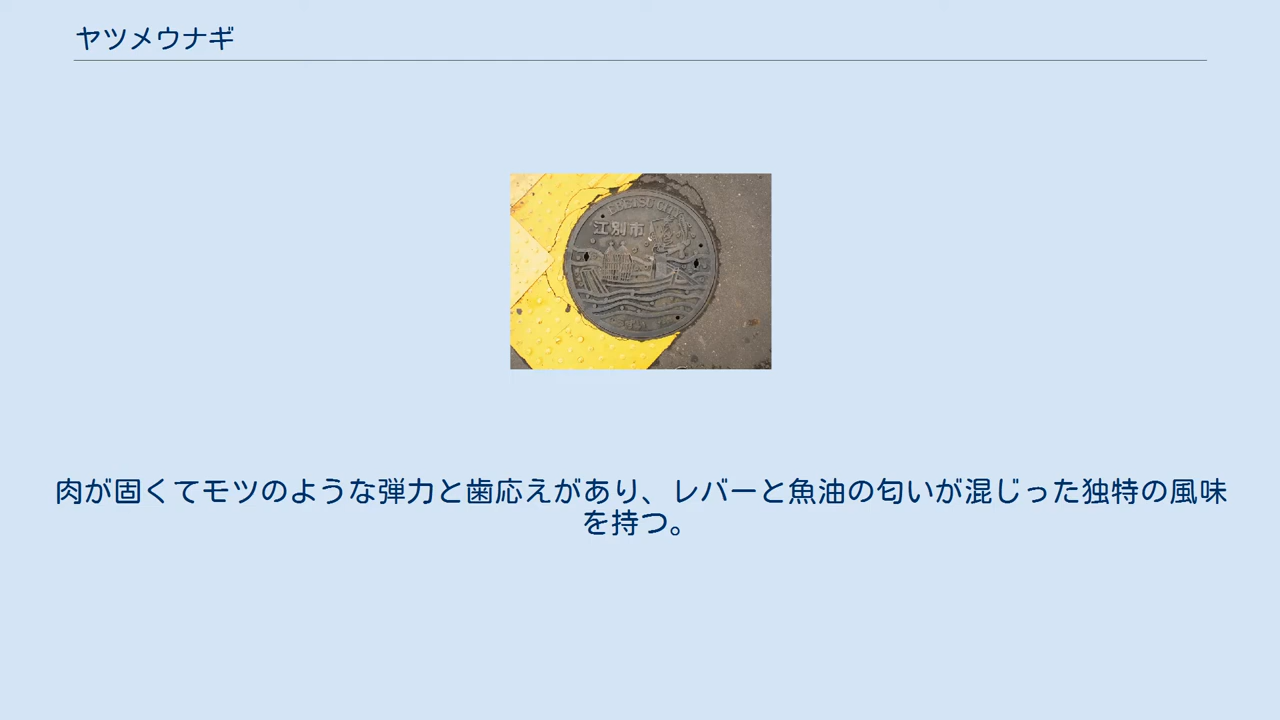 ヤツメウナギ
EBETSU CITY
江別市
肉が固くてモツのような弾力と歯応えがあり、レバーと魚油の匂いが混じった独特の風味
を持つ。